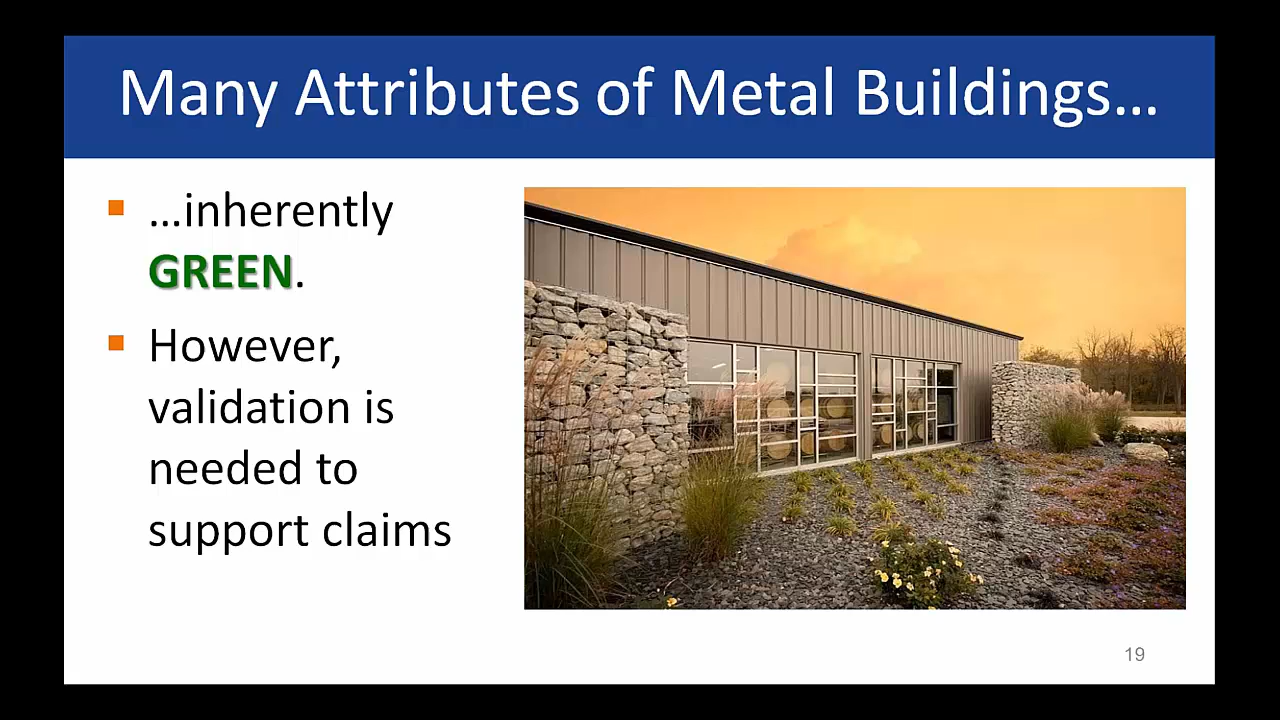 Many Attributes of Metal Buildings…
…inherently
GREEN.
However,
validation is
needed to
support claims
19